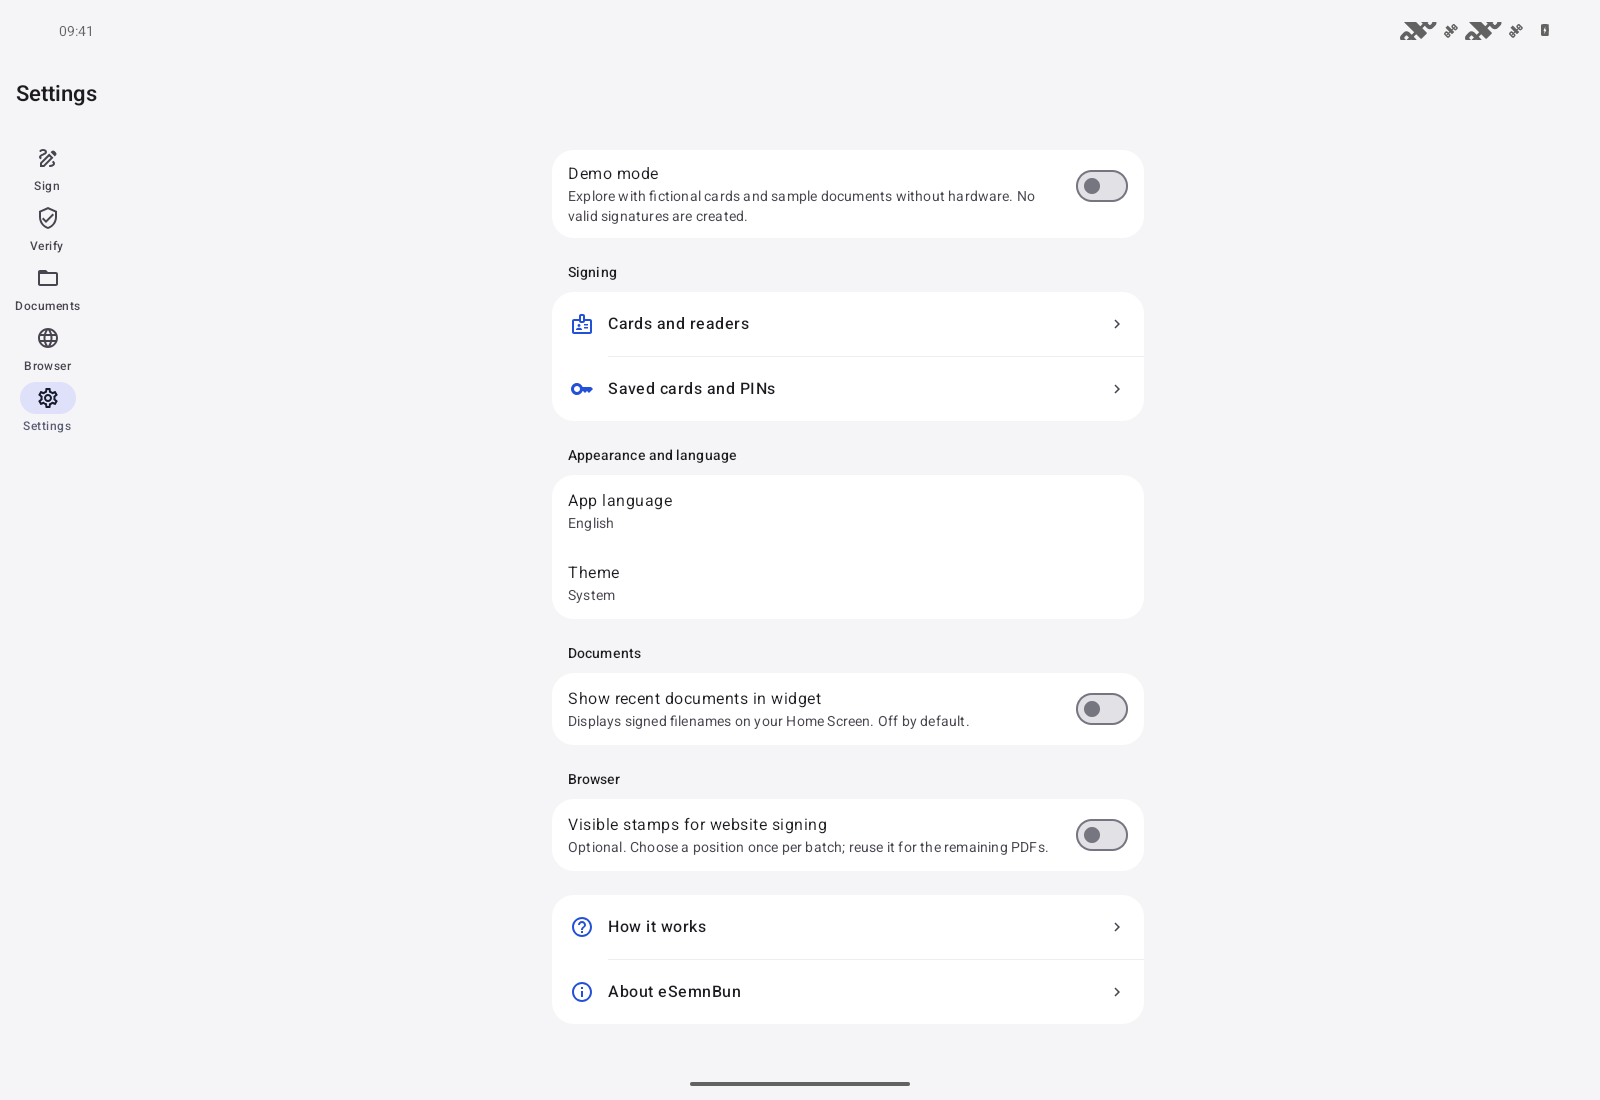 09:41
Settings
Sign
Verify
Documents
Browser
Settings
Demo mode
Explore with fictional cards and sample documents without hardware. No
valid signatures are created.
Signing
Cards and readers
Saved cards and PINs
Appearance and language
App language
English
Theme
System
Documents
Show recent documents in widget
Displays signed filenames on your Home Screen. Off by default.
Browser
Visible stamps for website signing
Optional. Choose a position once per batch; reuse it for the remaining PDFs.
How it works
About eSemnBun